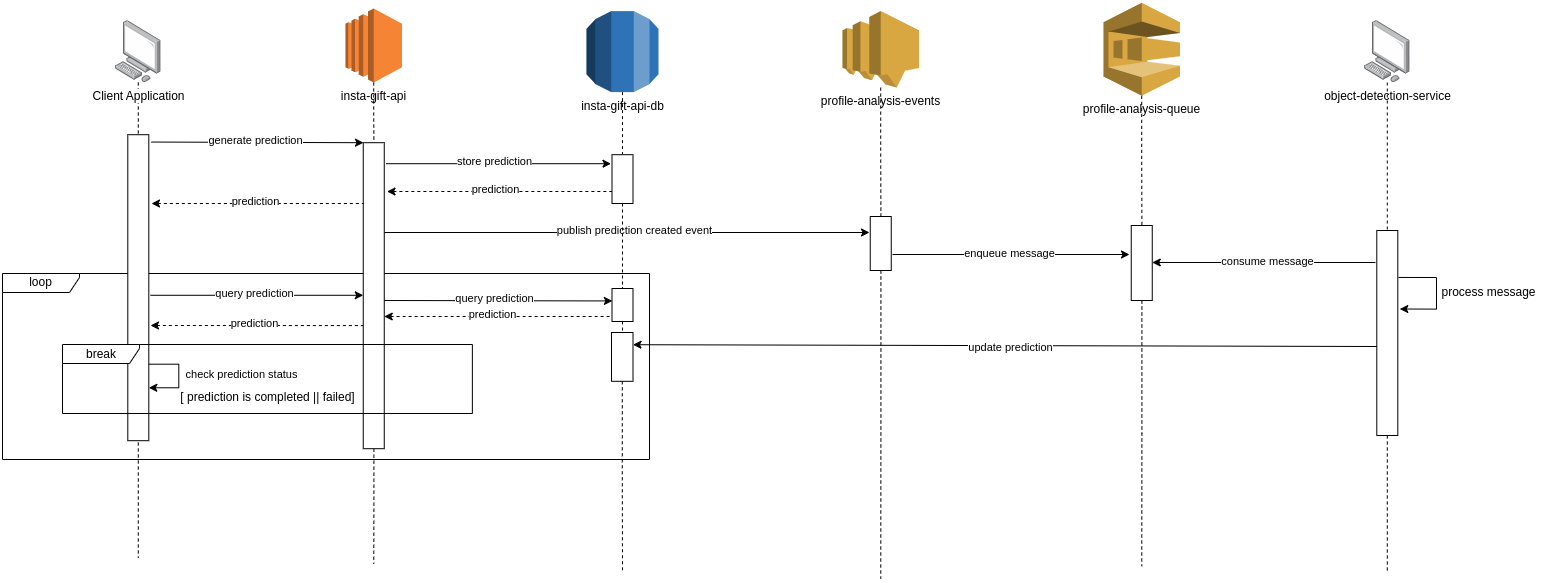 Client Application
insta-gift-api
insta-gift-api-db
profile-analysis-events
profile-analysis-queue
object-detection-service
generate prediction
store prediction
prediction
prediction
publish prediction created event
enqueue message
consume message
loop
process message
query prediction
query prediction
prediction
prediction
update prediction
break
check prediction status
[ prediction is completed || failed]